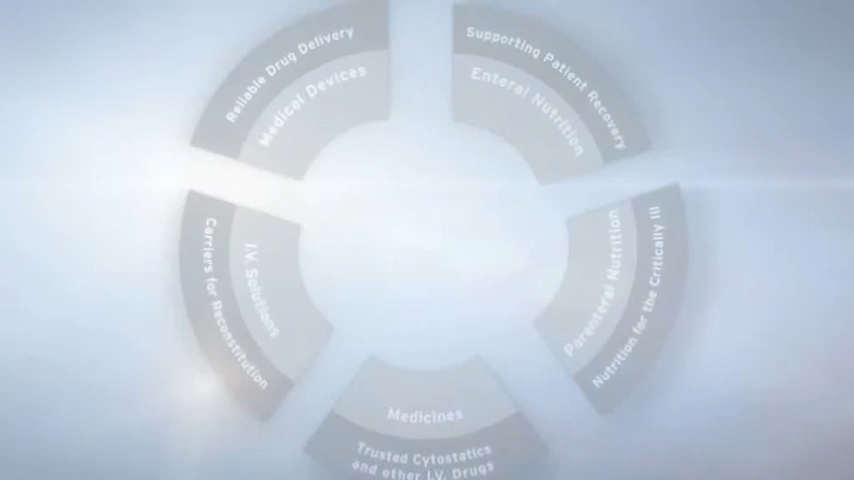 Reliable Drug Delivery
Medical Devices
Supporting Patient Recovery
Enteral Nutrition
Parenteral Nutrition
Nutrition for the Critically Ill
Medicines
Trusted Cytostatics
and other I.V. Drugs
I.V. Solutions
Carriers for Reconstitution